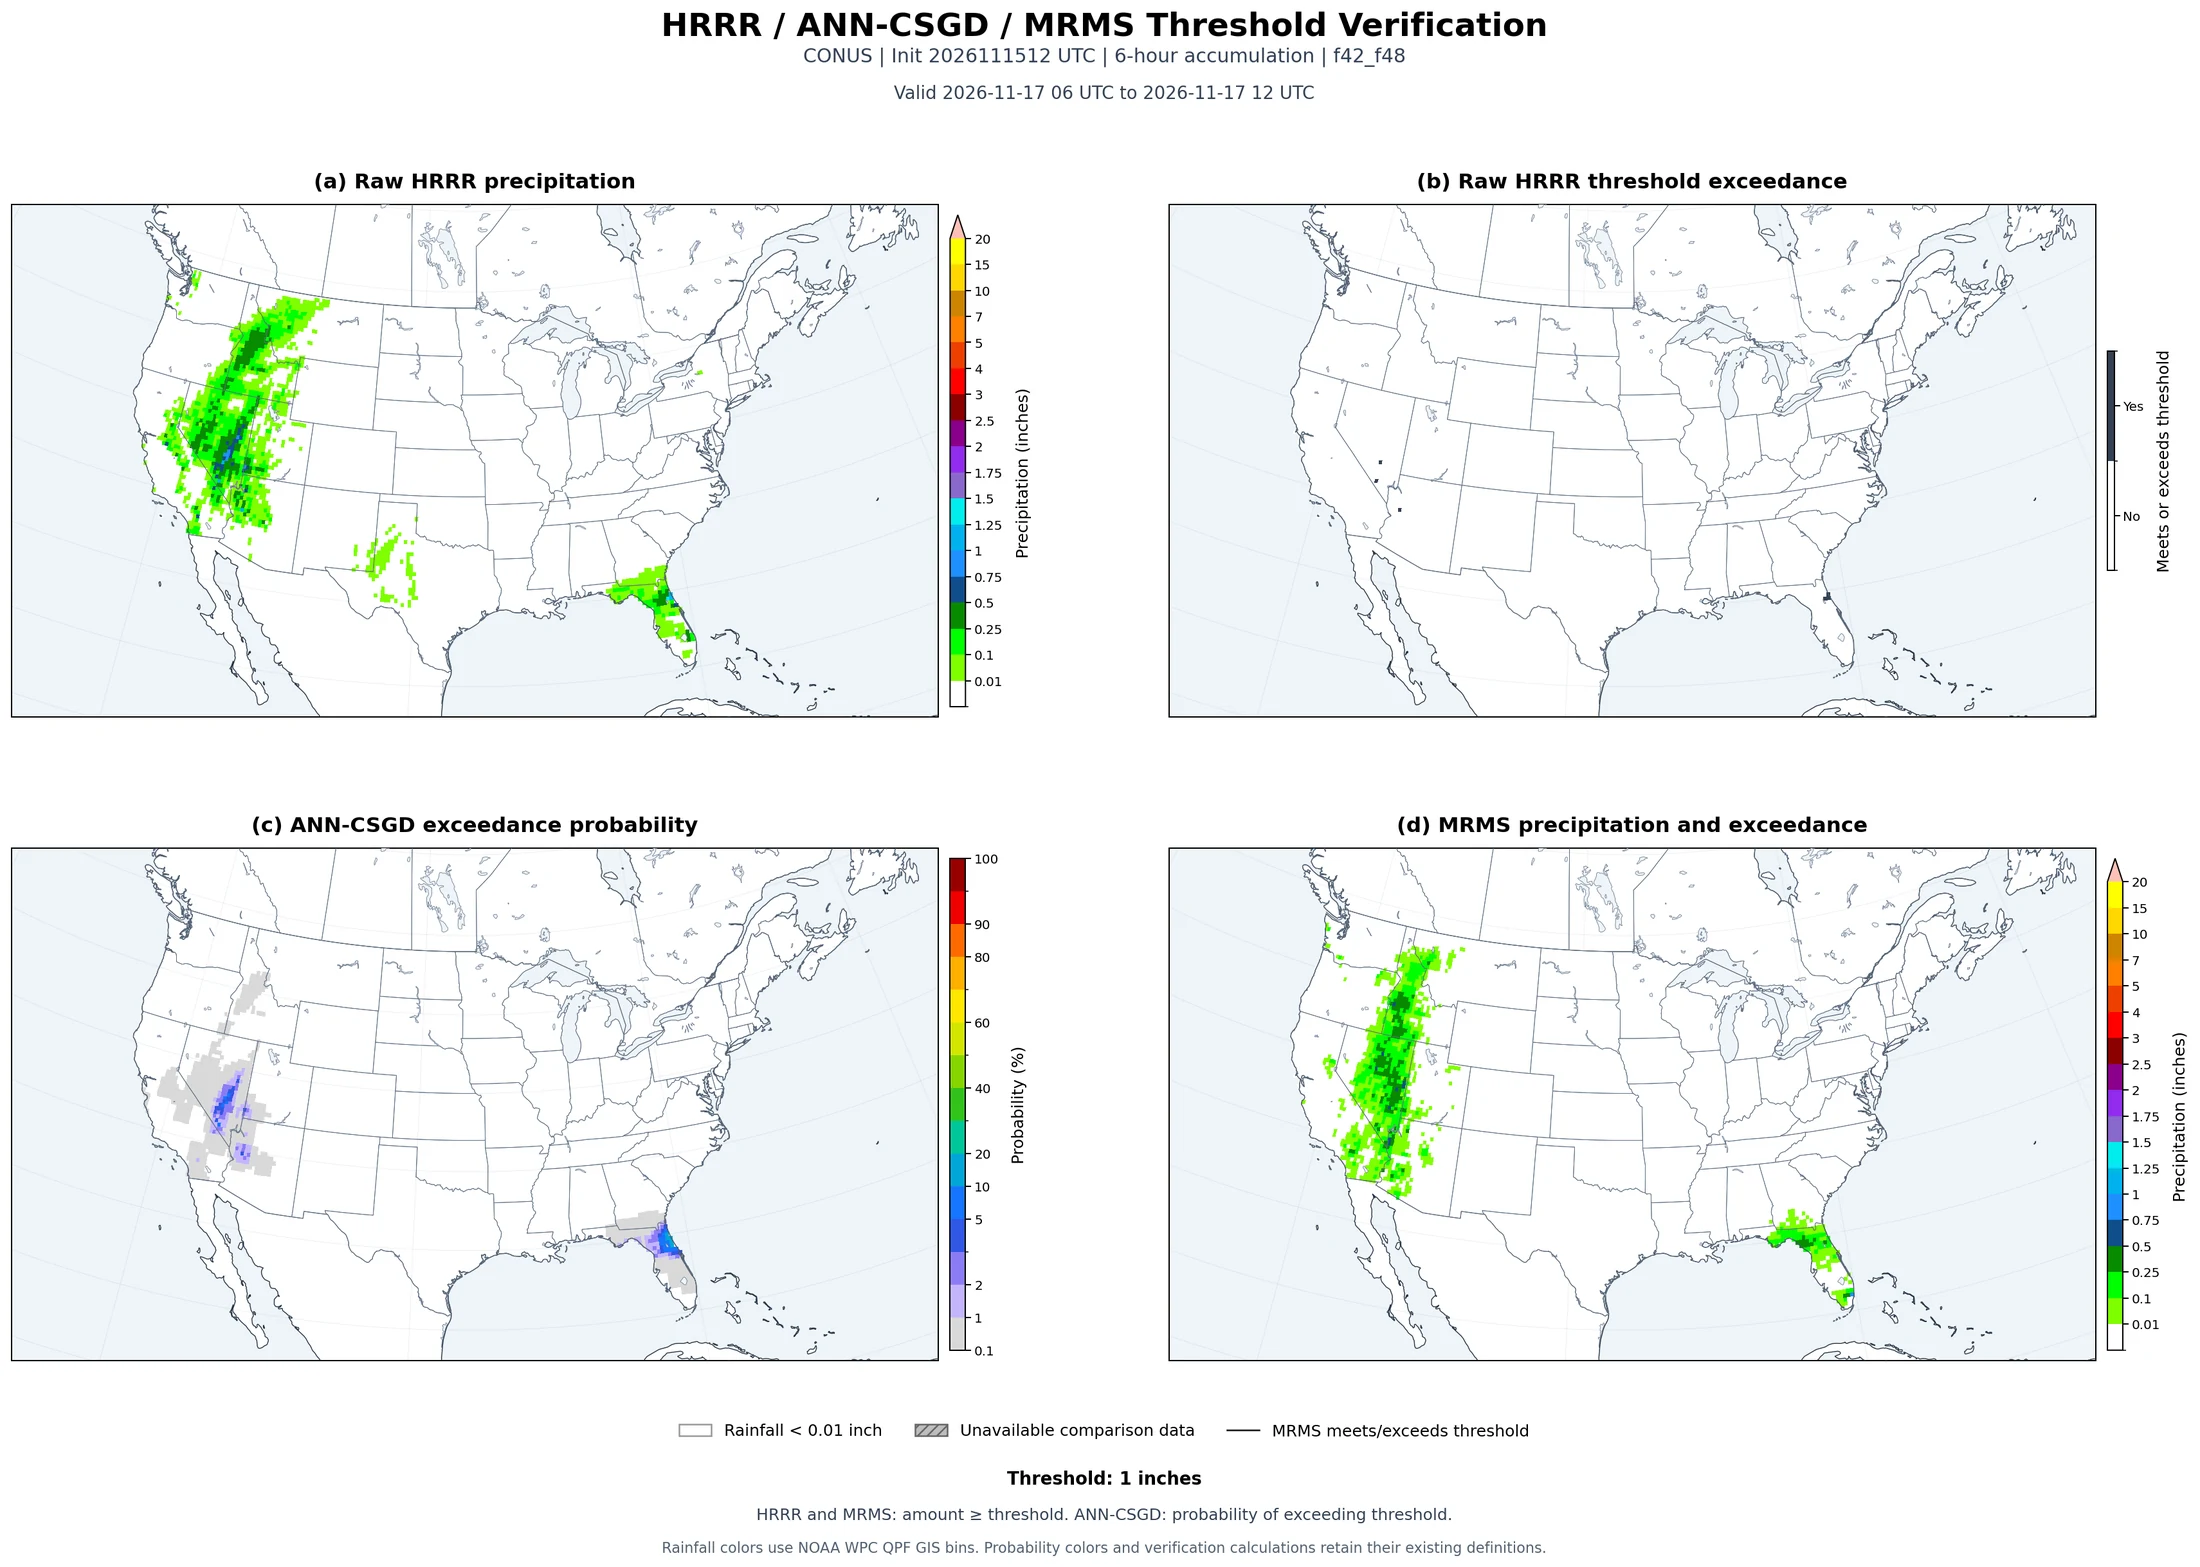 HRRR / ANN-CSGD / MRMS Threshold Verification
CONUS | Init 2026111512 UTC | 6-hour accumulation | f42_f48
Valid 2026-11-17 06 UTC to 2026-11-17 12 UTC
(a) Raw HRRR precipitation
20
15
10
7
5
4
3
2.5
2
1.75
1.5
1.25
1
0.75
0.5
0.25
0.1
0.01
Precipitation (inches)
(b) Raw HRRR threshold exceedance
Yes
No
Meets or exceeds threshold
(c) ANN-CSGD exceedance probability
100
90
80
60
40
20
10
5
2
1
0.1
Probability (%)
(d) MRMS precipitation and exceedance
20
15
10
7
5
4
3
2.5
2
1.75
1.5
1.25
1
0.75
0.5
0.25
0.1
0.01
Precipitation (inches)
Rainfall < 0.01 inch
Unavailable comparison data
MRMS meets/exceeds threshold
Threshold: 1 inches
HRRR and MRMS: amount ≥ threshold. ANN-CSGD: probability of exceeding threshold.
Rainfall colors use NOAA WPC QPF GIS bins. Probability colors and verification calculations retain their existing definitions.